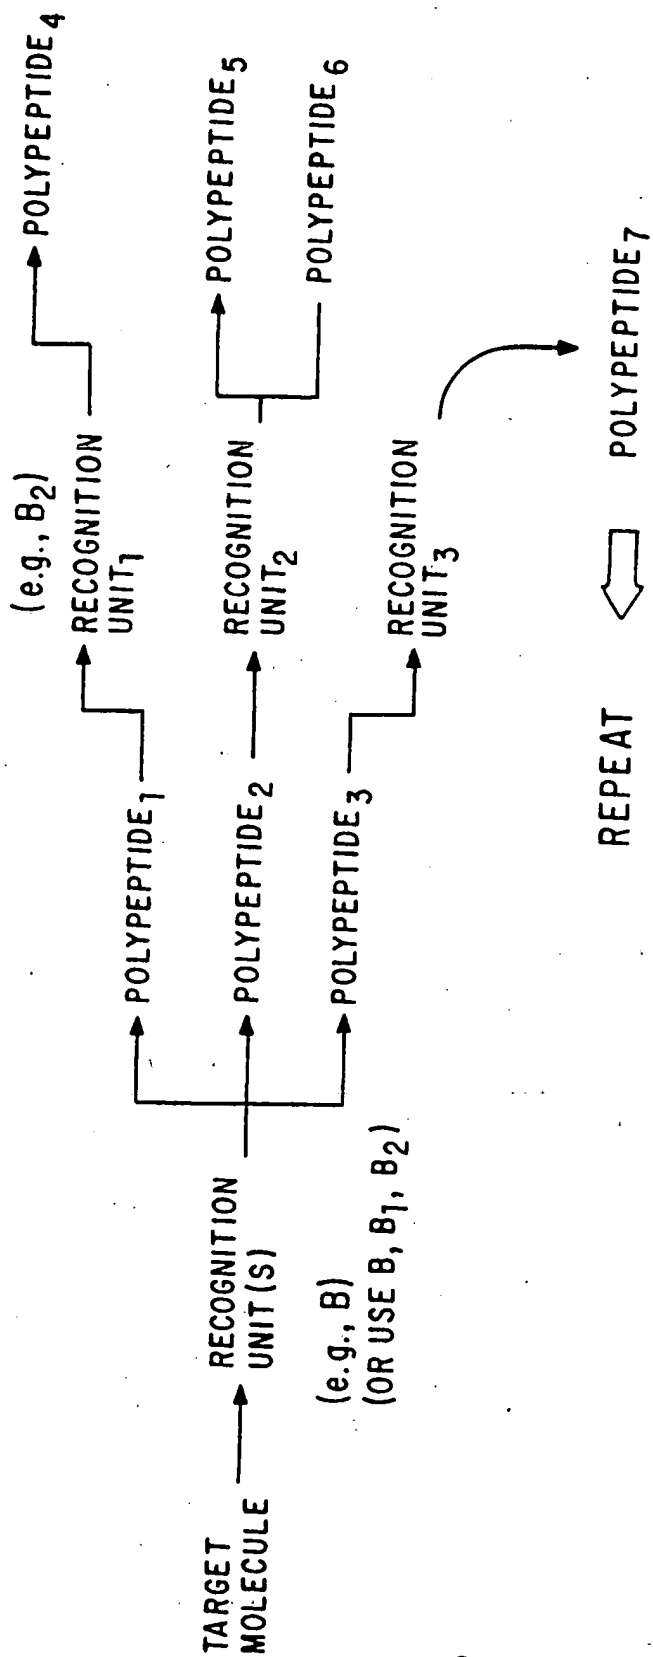 TARGET
MOLECULE
RECOGNITION
UNIT(S)
(e.g., B)
(OR USE B, B1, B2)
POLYPEPTIDE1
POLYPEPTIDE2
POLYPEPTIDE3
(e.g., B2)
RECOGNITION
UNIT1
RECOGNITION
UNIT2
RECOGNITION
UNIT3
POLYPEPTIDE4
POLYPEPTIDE5
POLYPEPTIDE6
POLYPEPTIDE7
REPEAT